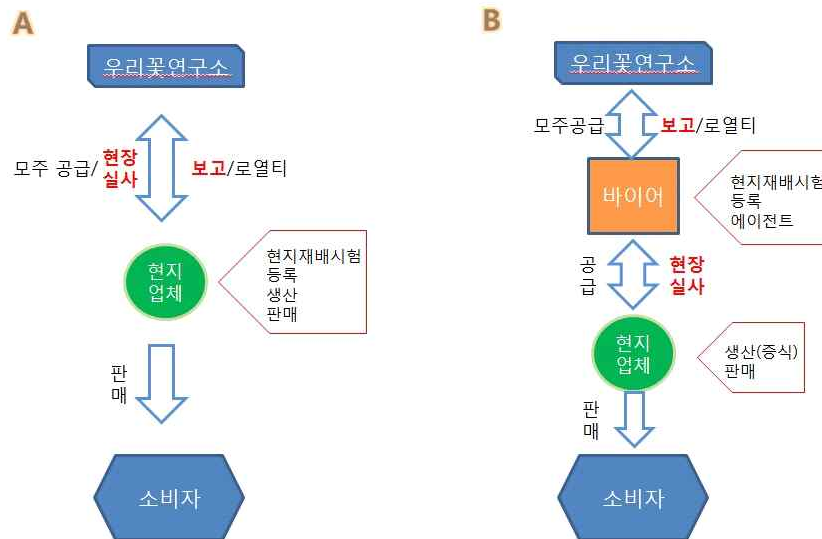 A
우리꽃연구소
모주 공급/ 현장
실사
보고/로열티
현지
업체
현지재배시험
등록
생산
판매
판
매
소비자
B
우리꽃연구소
모주공급
보고/로열티
바이어
현지재배시험
등록
에이전트
공
급
현장
실사
현지
업체
생산(증식)
판매
판
매
소비자